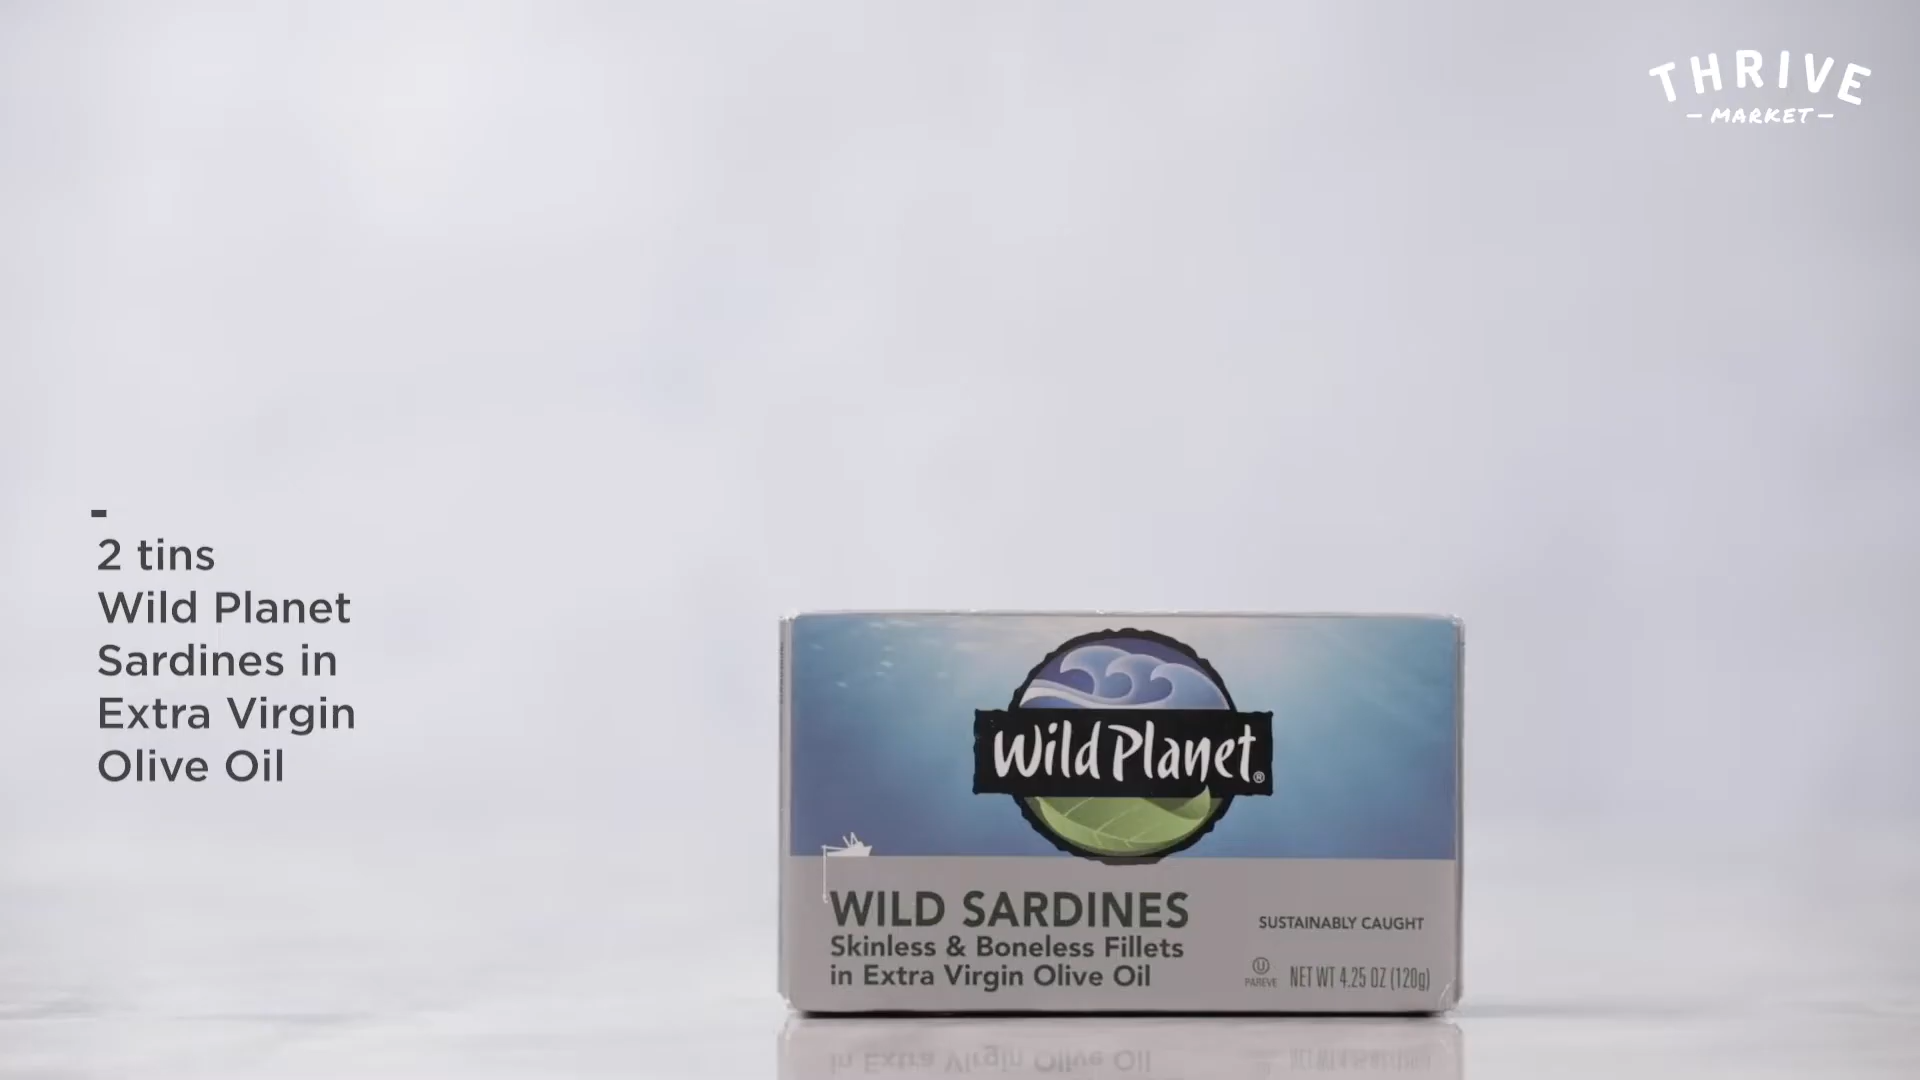 THRIVE
- MARKET -
2 tins
Wild Planet
Sardines in
Extra Virgin
Olive Oil
Wild Planet®
WILD SARDINES
Skinless & Boneless Fillets
in Extra Virgin Olive Oil
SUSTAINABLY CAUGHT
U
PAREVE
NET WT 4.25 OZ (120g)